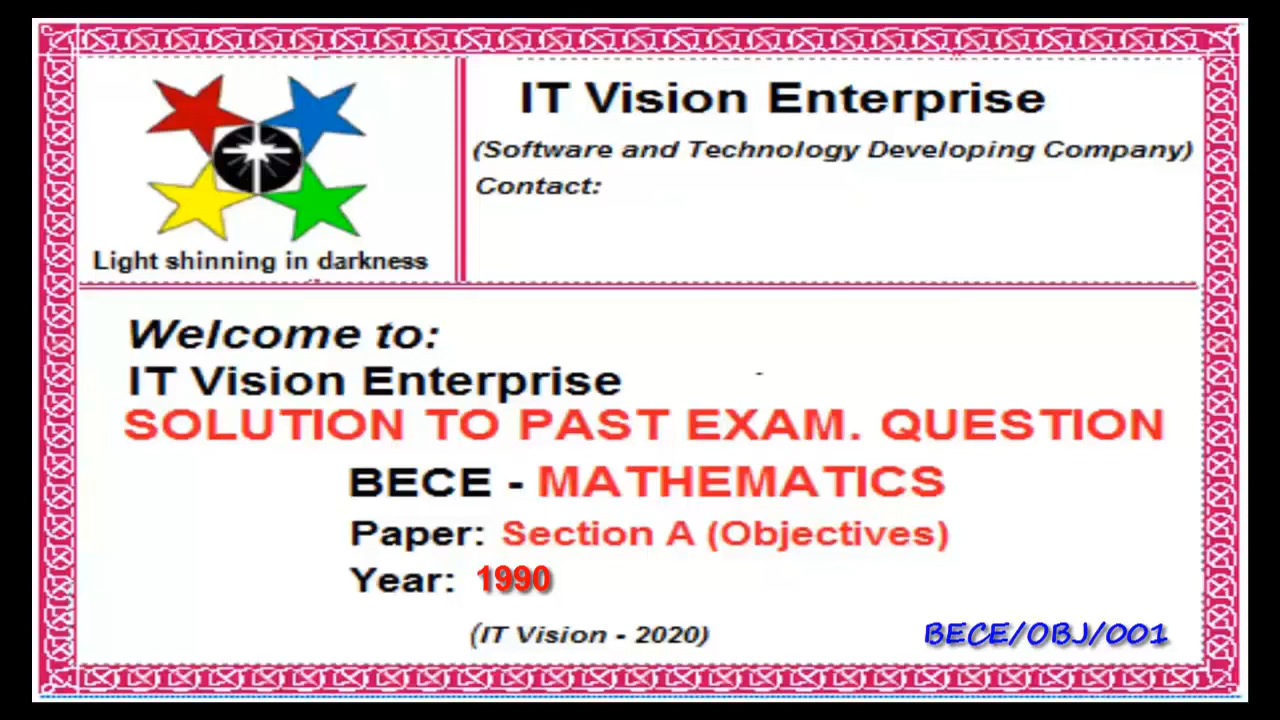 IT Vision Enterprise
(Software and Technology Developing Company)
Contact:
Light shinning in darkness
Welcome to:
IT Vision Enterprise
SOLUTION TO PAST EXAM. QUESTION
BECE - MATHEMATICS
Paper: Section A (Objectives)
Year: 1990
(IT Vision - 2020)
BECE/OBJ/001